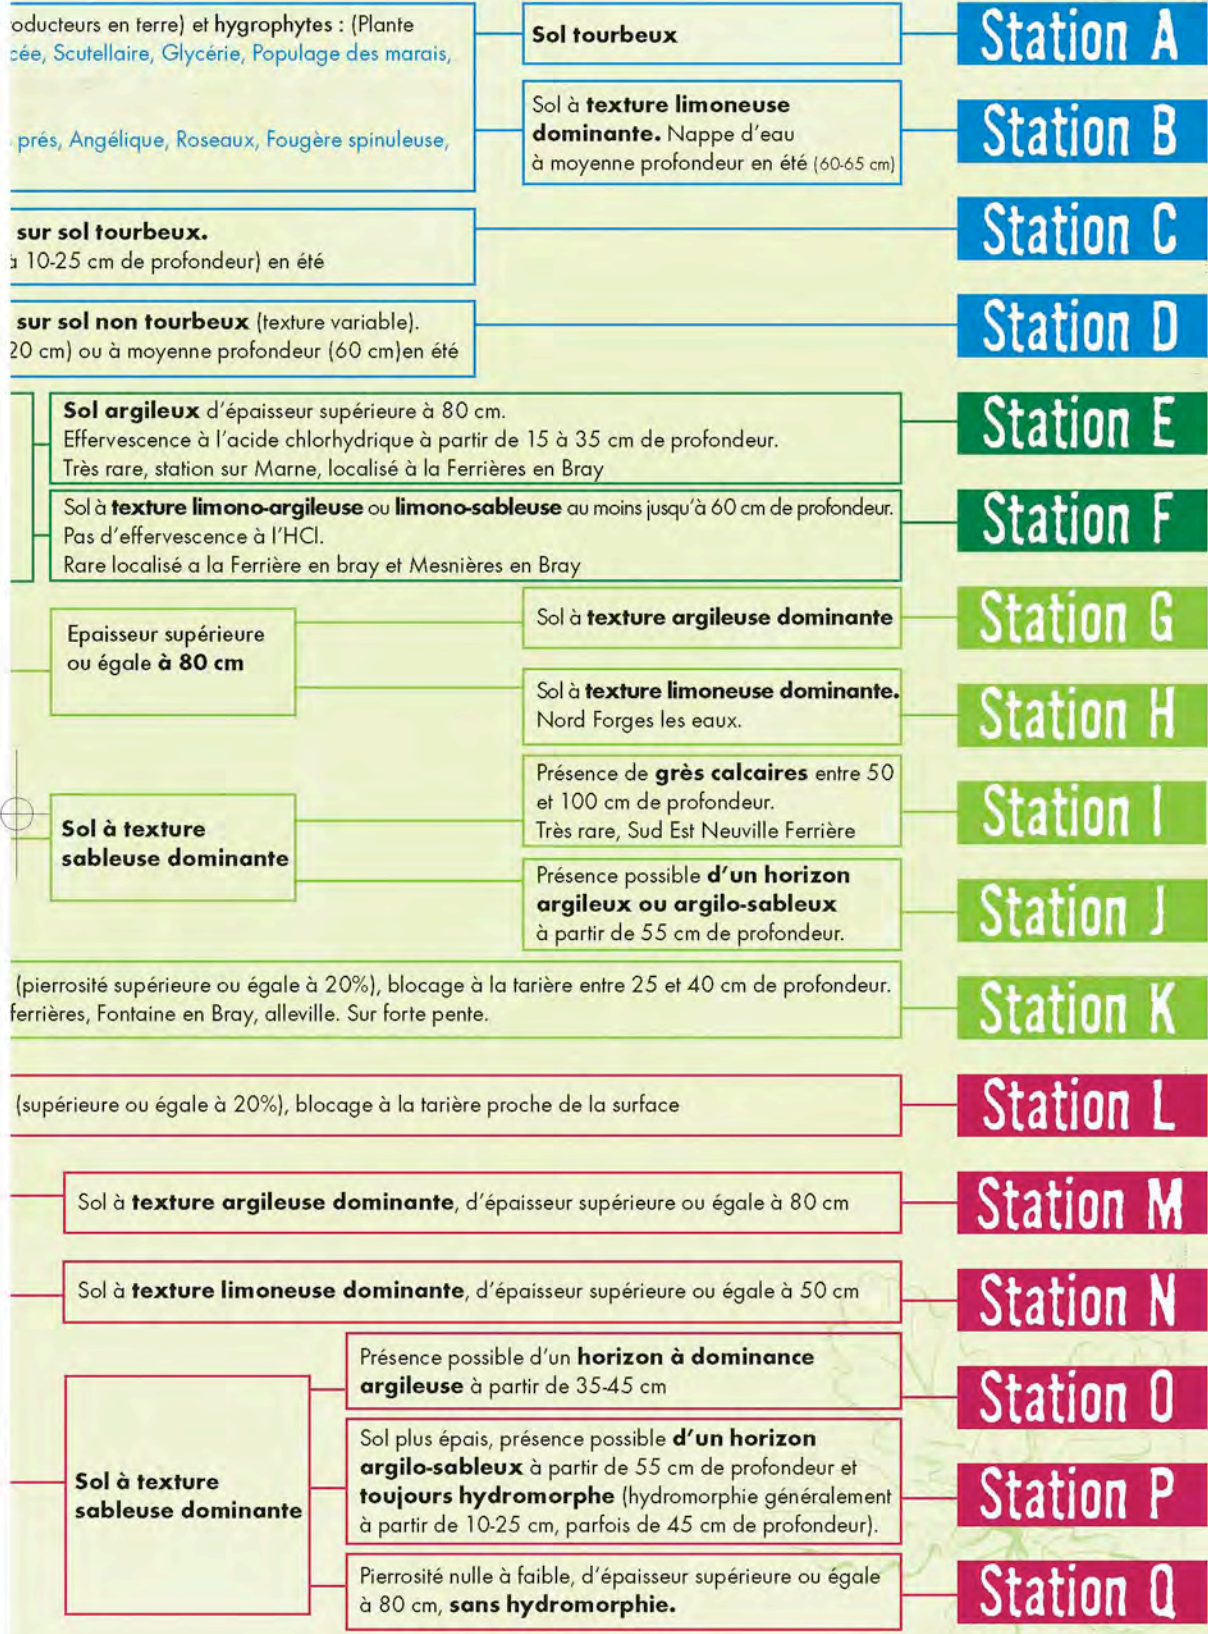 oducteurs en terre) et hygrophytes : (Plante
cée, Scutellaire, Glycérie, Populage des marais,
prés, Angélique, Roseaux, Fougère spinuleuse,
Sol tourbeux
Station A
Sol à texture limoneuse
dominante. Nappe d'eau
à moyenne profondeur en été (60-65 cm)
Station B
sur sol tourbeux.
à 10-25 cm de profondeur) en été
Station C
sur sol non tourbeux (texture variable).
20 cm) ou à moyenne profondeur (60 cm)en été
Station D
Sol argileux d'épaisseur supérieure à 80 cm.
Effervescence à l'acide chlorhydrique à partir de 15 à 35 cm de profondeur.
Très rare, station sur Marne, localisé à la Ferrières en Bray
Station E
Sol à texture limono-argileuse ou limono-sableuse au moins jusqu'à 60 cm de profondeur.
Pas d'effervescence à l'HCl.
Rare localisé a la Ferrière en bray et Mesnières en Bray
Station F
Epaisseur supérieure
ou égale à 80 cm
Sol à texture argileuse dominante
Station G
Sol à texture limoneuse dominante.
Nord Forges les eaux.
Station H
Sol à texture
sableuse dominante
Présence de grès calcaires entre 50
et 100 cm de profondeur.
Très rare, Sud Est Neuville Ferrière
Station I
Présence possible d'un horizon
argileux ou argilo-sableux
à partir de 55 cm de profondeur.
Station J
(pierrosité supérieure ou égale à 20%), blocage à la tarière entre 25 et 40 cm de profondeur.
ferrières, Fontaine en Bray, alleville. Sur forte pente.
Station K
(supérieure ou égale à 20%), blocage à la tarière proche de la surface
Station L
Sol à texture argileuse dominante, d'épaisseur supérieure ou égale à 80 cm
Station M
Sol à texture limoneuse dominante, d'épaisseur supérieure ou égale à 50 cm
Station N
Sol à texture
sableuse dominante
Présence possible d'un horizon à dominance
argileuse à partir de 35-45 cm
Station O
Sol plus épais, présence possible d'un horizon
argilo-sableux à partir de 55 cm de profondeur et
toujours hydromorphe (hydromorphie généralement
à partir de 10-25 cm, parfois de 45 cm de profondeur).
Station P
Pierrosité nulle à faible, d'épaisseur supérieure ou égale
à 80 cm, sans hydromorphie.
Station Q